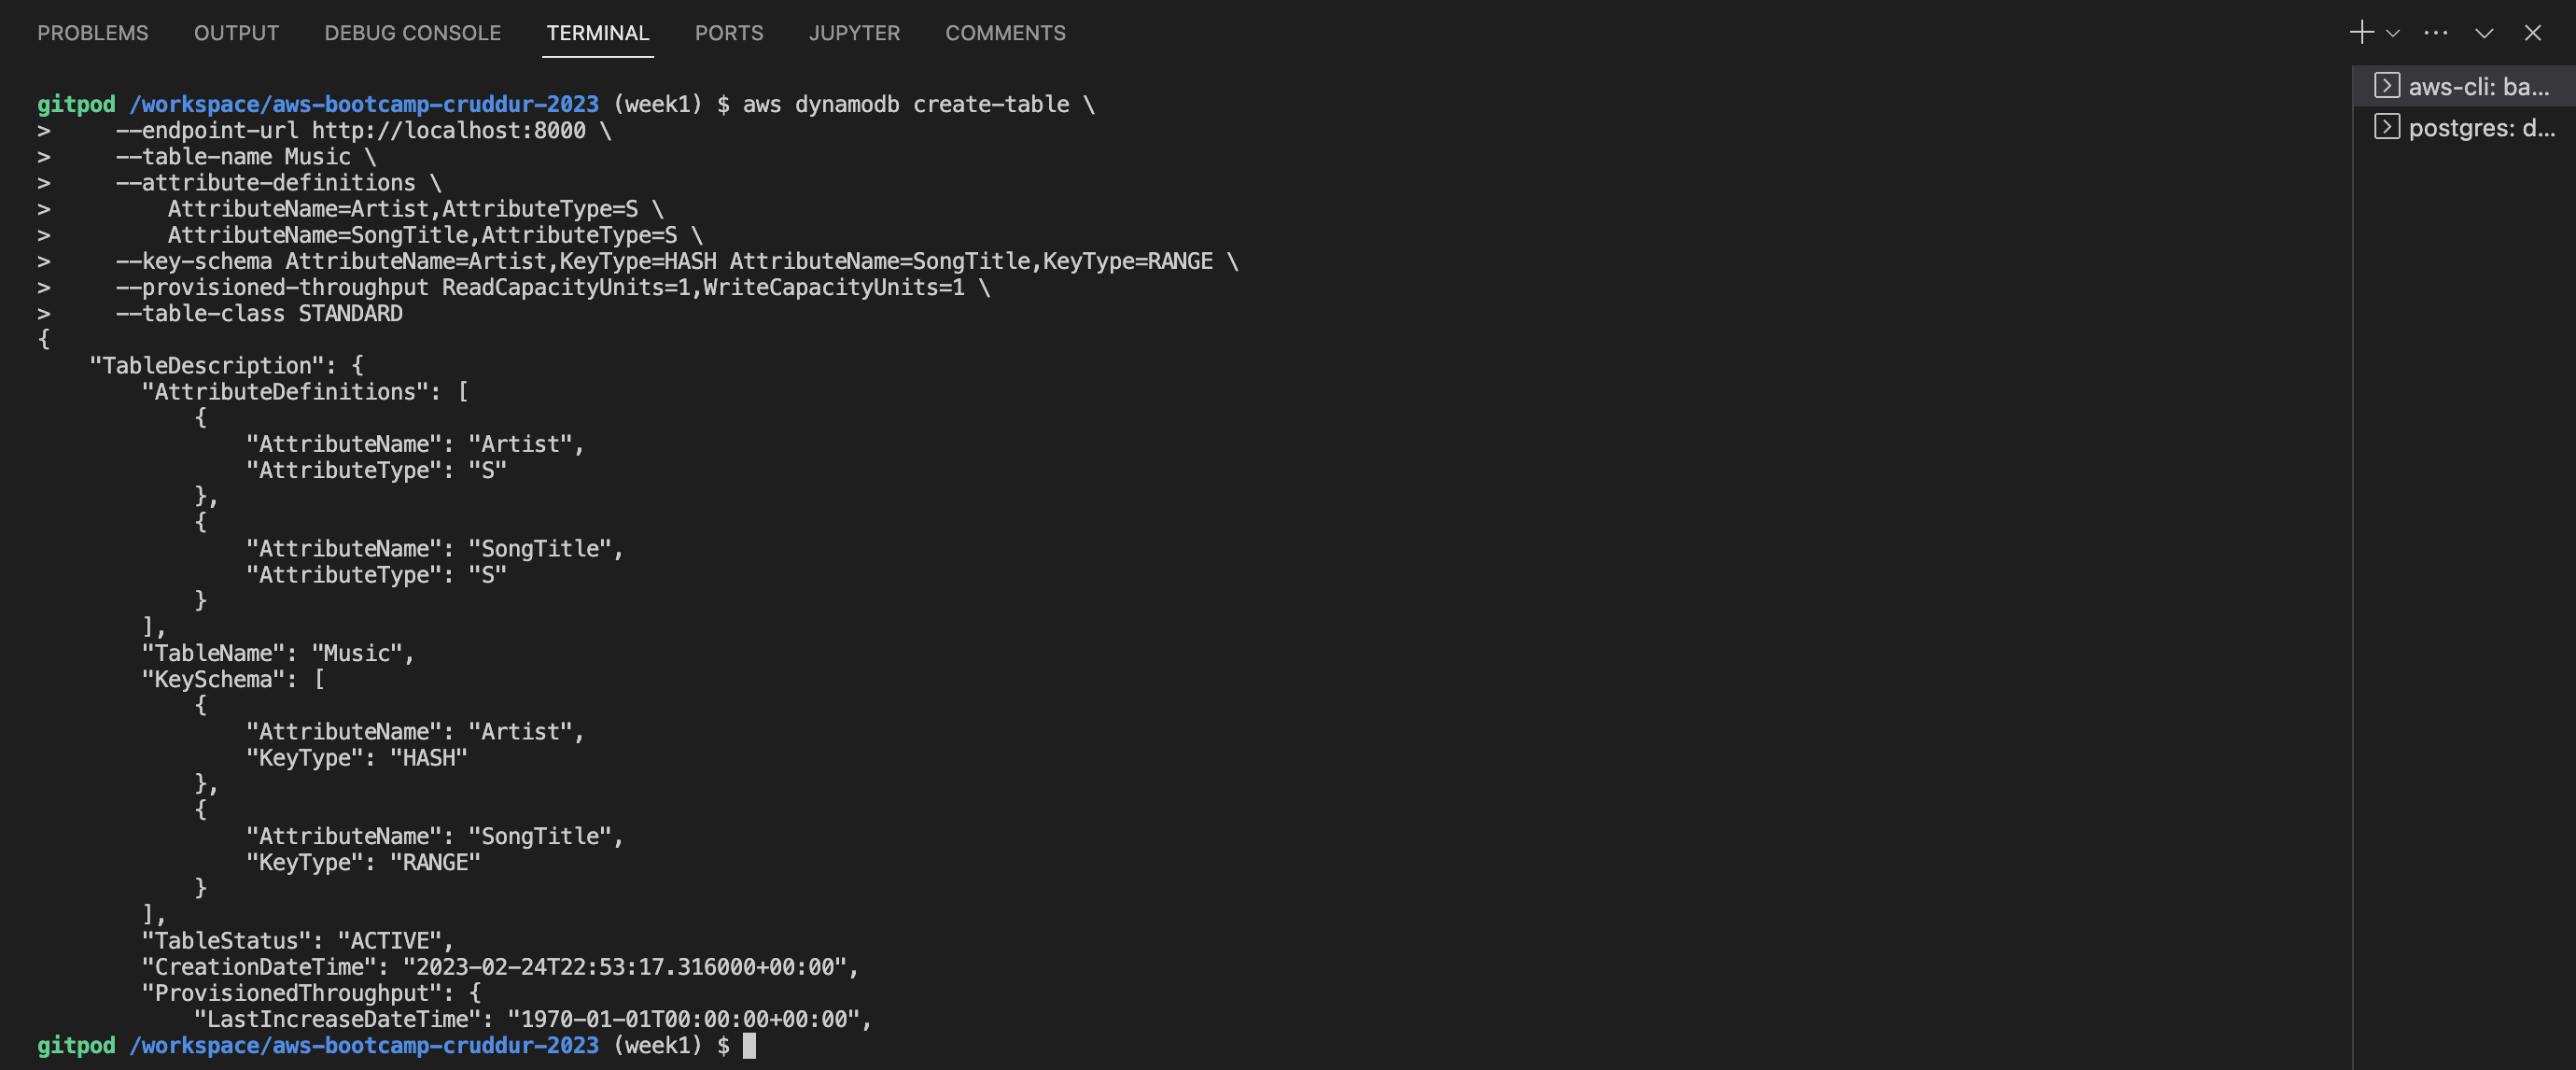 PROBLEMS OUTPUT DEBUG CONSOLE TERMINAL PORTS JUPYTER COMMENTS
aws-cli: ba...
postgres: d...
gitpod /workspace/aws-bootcamp-cruddur-2023 (week1) $ aws dynamodb create-table \
>     --endpoint-url http://localhost:8000 \
>     --table-name Music \
>     --attribute-definitions \
>         AttributeName=Artist,AttributeType=S \
>         AttributeName=SongTitle,AttributeType=S \
>     --key-schema AttributeName=Artist,KeyType=HASH AttributeName=SongTitle,KeyType=RANGE \
>     --provisioned-throughput ReadCapacityUnits=1,WriteCapacityUnits=1 \
>     --table-class STANDARD
{
    "TableDescription": {
        "AttributeDefinitions": [
            {
                "AttributeName": "Artist",
                "AttributeType": "S"
            },
            {
                "AttributeName": "SongTitle",
                "AttributeType": "S"
            }
        ],
        "TableName": "Music",
        "KeySchema": [
            {
                "AttributeName": "Artist",
                "KeyType": "HASH"
            },
            {
                "AttributeName": "SongTitle",
                "KeyType": "RANGE"
            }
        ],
        "TableStatus": "ACTIVE",
        "CreationDateTime": "2023-02-24T22:53:17.316000+00:00",
        "ProvisionedThroughput": {
            "LastIncreaseDateTime": "1970-01-01T00:00:00+00:00",
gitpod /workspace/aws-bootcamp-cruddur-2023 (week1) $